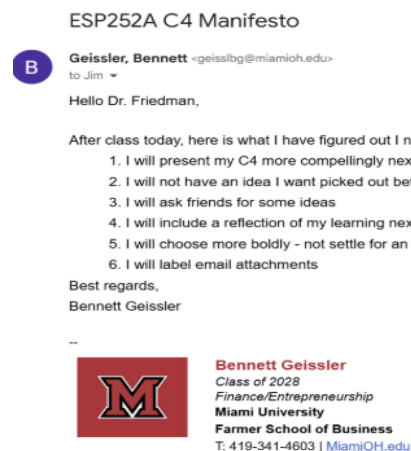 ESP252A C4 Manifesto
B
Geissler, Bennett <geisslbg@miamioh.edu>
to Jim
Hello Dr. Friedman,
After class today, here is what I have figured out I n
1. I will present my C4 more compellingly nex
2. I will not have an idea I want picked out be
3. I will ask friends for some ideas
4. I will include a reflection of my learning nex
5. I will choose more boldly - not settle for an
6. I will label email attachments
Best regards,
Bennett Geissler
--
M
Bennett Geissler
Class of 2028
Finance/Entrepreneurship
Miami University
Farmer School of Business
T: 419-341-4603 | MiamiOH.edu